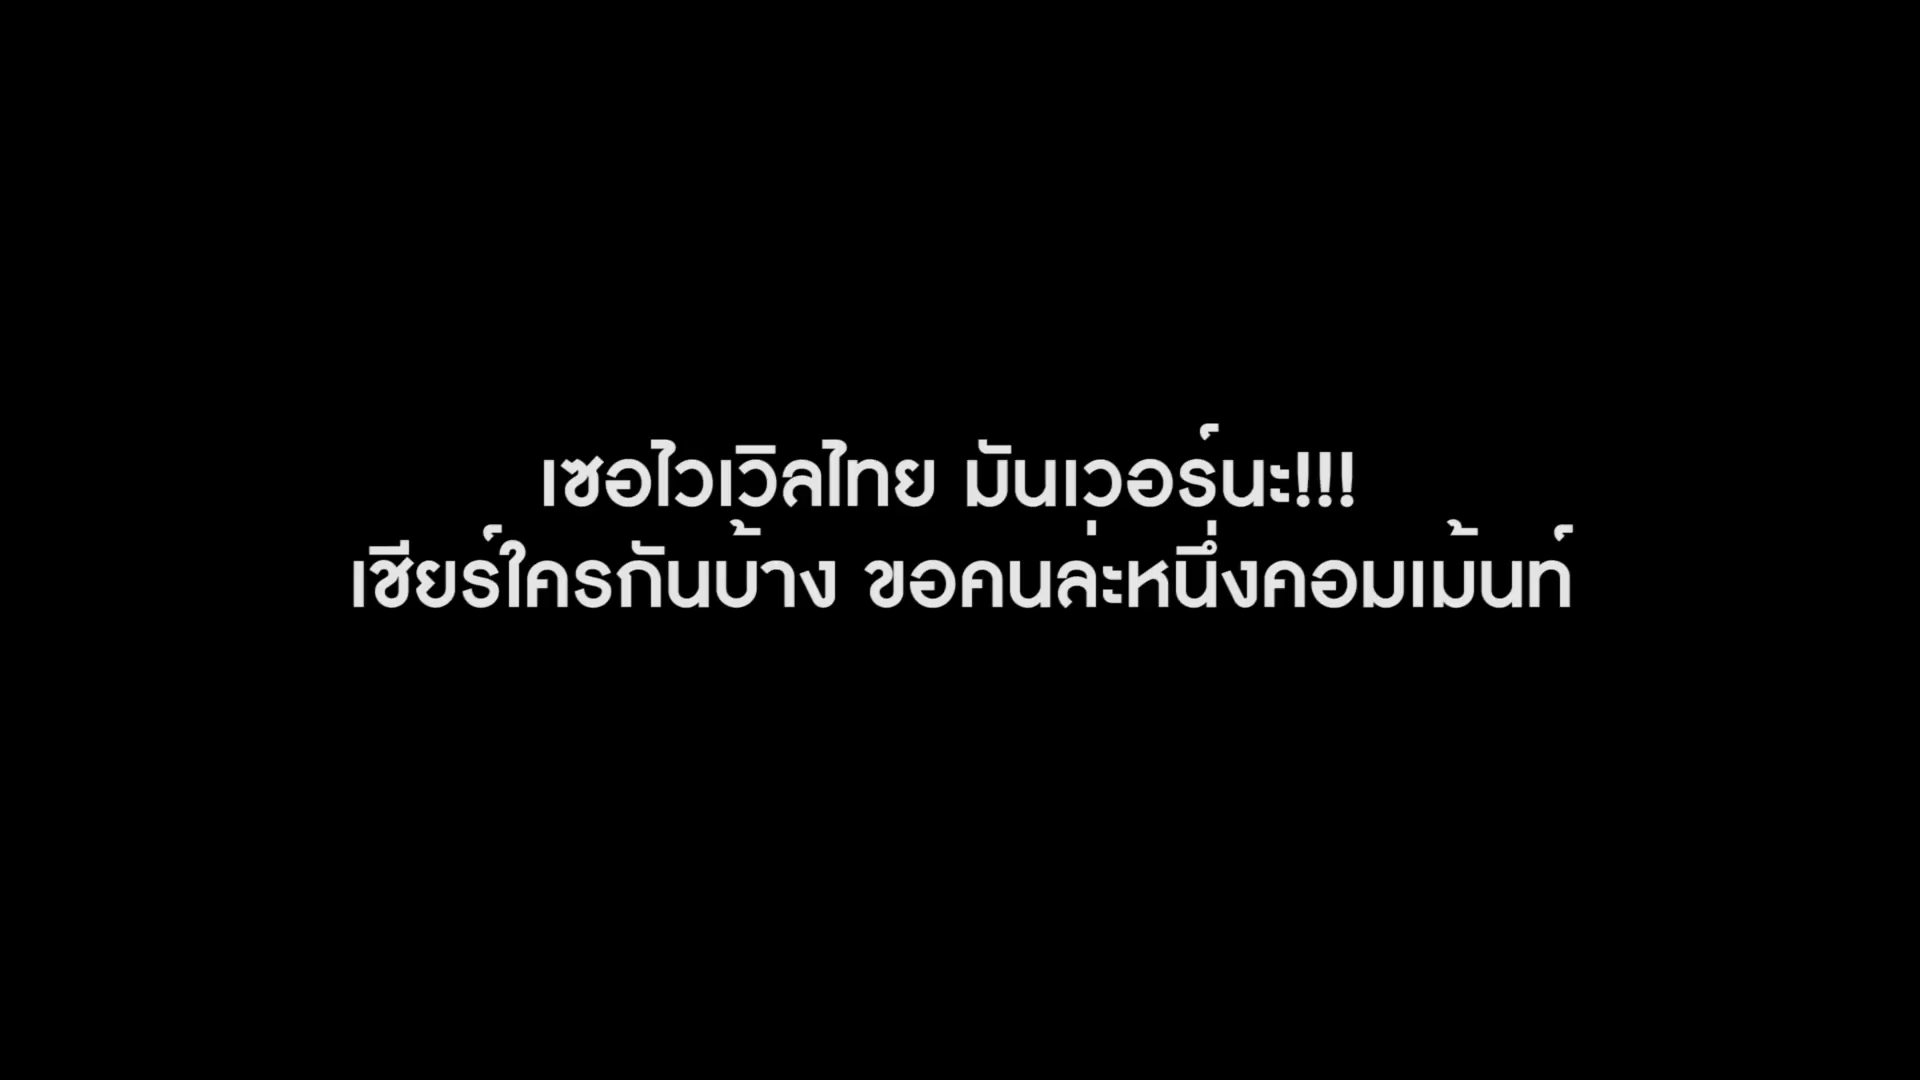 เซอไวเวิลไทย มันเวอร์นะ!!!
เชียร์ใครกันบ้าง ขอคนล่ะหนึ่งคอมเม้นท์